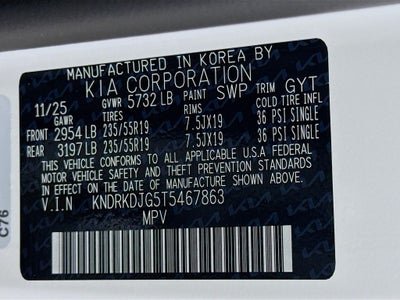 MANUFACTURED IN KOREA BY
KIA CORPORATION
11/25 GVWR 5732 LB PAINT SWP TRIM GYT
GAWR TIRES RIMS COLD TIRE INF.
FRONT 2954 LB 235/55R19 7.5JX19 36 PSI SINGLE
REAR 3197 LB 235/55R19 7.5JX19 36 PSI SINGLE
THIS VEHICLE CONFORMS TO ALL APPLICABLE U.S.A FEDERAL
MOTOR VEHICLE SAFETY AND THEFT PREVENTION STANDARDS
IN EFFECT ON THE DATE OF MANUFACTURE SHOWN ABOVE.
V.I.N KNDRKDJG5T5467863
MPV
C76